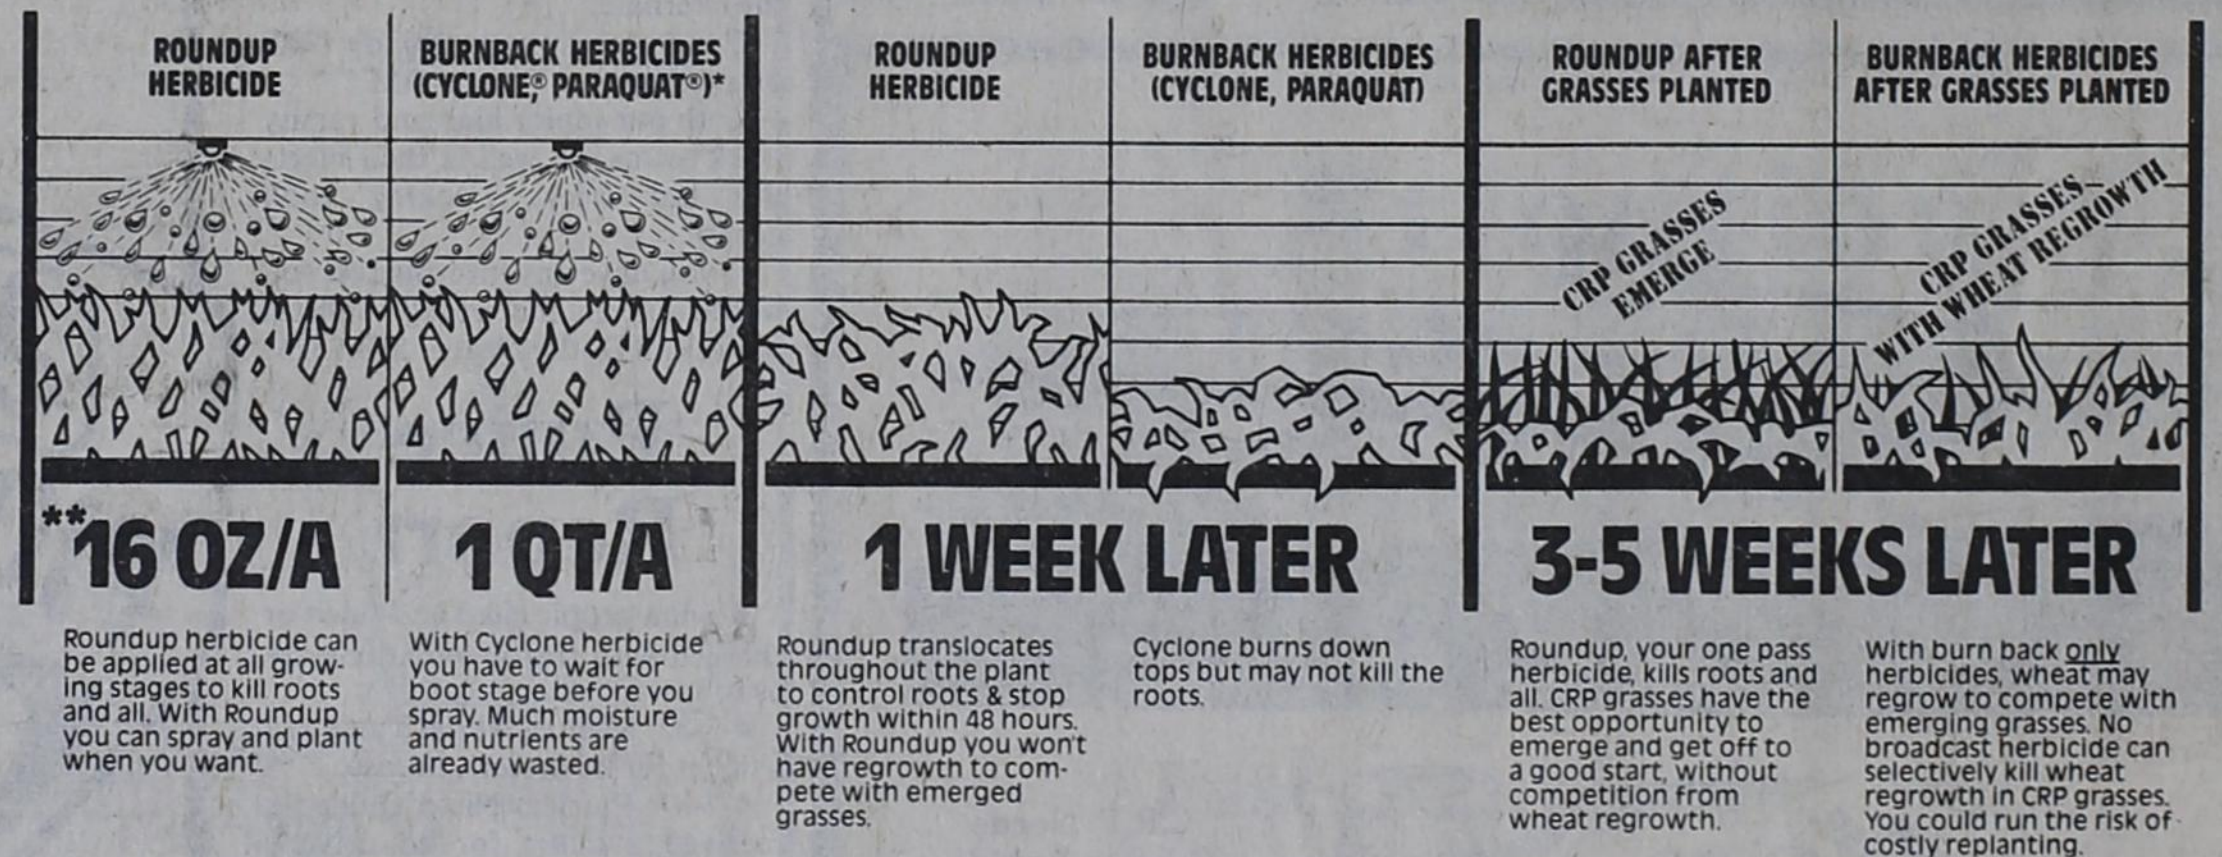 ROUNDUP
HERBICIDE
BURNBACK HERBICIDES
(CYCLONE,® PARAQUAT®)*
ROUNDUP
HERBICIDE
BURNBACK HERBICIDES
(CYCLONE, PARAQUAT)
ROUNDUP AFTER
GRASSES PLANTED
BURNBACK HERBICIDES
AFTER GRASSES PLANTED
CRP GRASSES
EMERGE
CRP GRASSES
WITH WHEAT REGROWTH
**16 OZ/A
1 QT/A
1 WEEK LATER
3-5 WEEKS LATER
Roundup herbicide can
be applied at all grow-
ing stages to kill roots
and all. With Roundup
you can spray and plant
when you want.
With Cyclone herbicide
you have to wait for
boot stage before you
spray. Much moisture
and nutrients are
already wasted.
Roundup translocates
throughout the plant
to control roots & stop
growth within 48 hours.
With Roundup you won't
have regrowth to com-
pete with emerged
grasses.
Cyclone burns down
tops but may not kill the
roots.
Roundup, your one pass
herbicide, kills roots and
all. CRP grasses have the
best opportunity to
emerge and get off to
a good start, without
competition from
wheat regrowth.
With burn back only
herbicides, wheat may
regrow to compete with
emerging grasses. No
broadcast herbicide can
selectively kill wheat
regrowth in CRP grasses.
You could run the risk of
costly replanting.